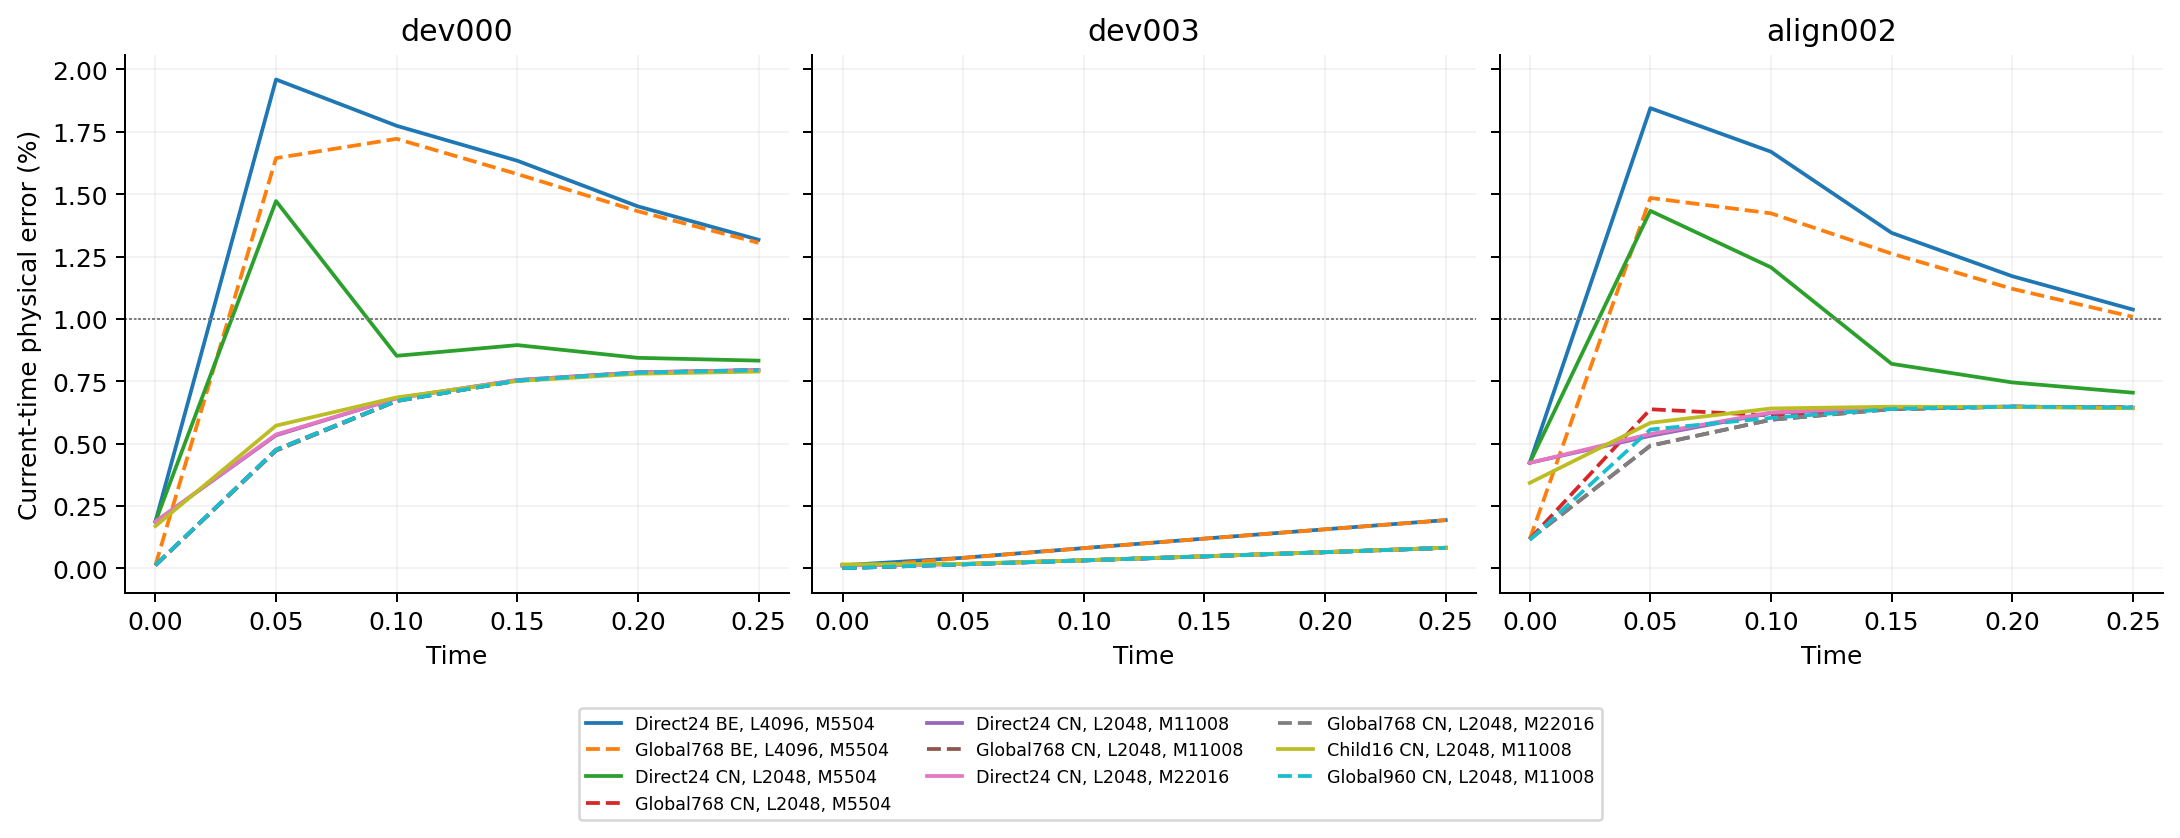 dev000
dev003
align002
Current-time physical error (%)
2.00
1.75
1.50
1.25
1.00
0.75
0.50
0.25
0.00
0.00 0.05 0.10 0.15 0.20 0.25
0.00 0.05 0.10 0.15 0.20 0.25
0.00 0.05 0.10 0.15 0.20 0.25
Time
Time
Time
Direct24 BE, L4096, M5504
Global768 BE, L4096, M5504
Direct24 CN, L2048, M5504
Global768 CN, L2048, M5504
Direct24 CN, L2048, M11008
Global768 CN, L2048, M11008
Direct24 CN, L2048, M22016
Global768 CN, L2048, M22016
Child16 CN, L2048, M11008
Global960 CN, L2048, M11008